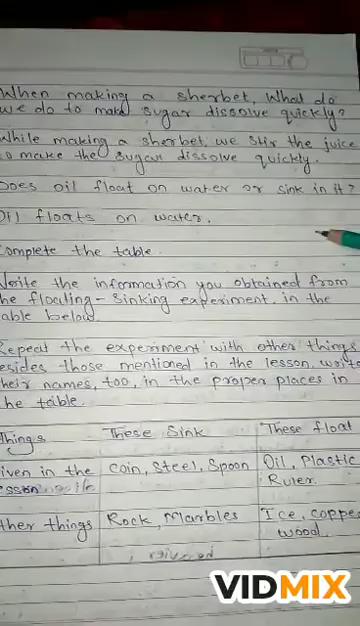 When making a sherbet, What do
we do to make sugar dissolve quickly?
While making a sherbet, we stir the juice
to make the sugar dissolve quickly.
Does oil float on water or sink in it?
Oil floats on water.
Complete the table.
Write the information you obtained from
the floating - sinking experiment, in the
table below.
Repeat the experiment with other things
besides those mentioned in the lesson, write
their names, too, in the proper places in
the table.
Things These Sink These float
Given in the Coin, Steel, Spoon Oil, Plastic
lesson Ruler.
Other things Rock, Marbles Ice, copper
wood.
VIDMIX